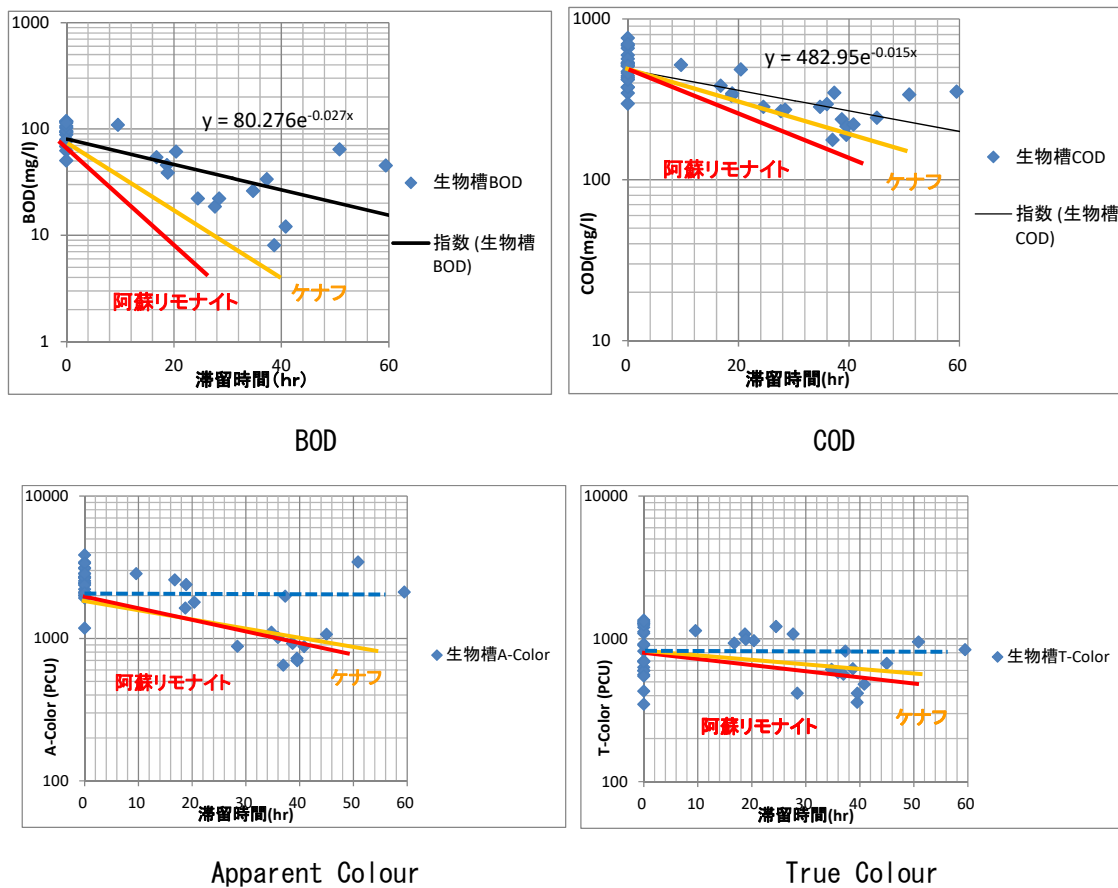 1000
100
10
1
BOD(mg/l)
y = 80.276e-0.027x
生物槽BOD
指数 (生物槽
BOD)
阿蘇リモナイト
ケナフ
0
20
40
60
滞留時間(hr)
BOD
1000
100
10
COD(mg/l)
y = 482.95e-0.015x
生物槽COD
指数 (生物槽
COD)
阿蘇リモナイト
ケナフ
0
20
40
60
滞留時間(hr)
COD
10000
1000
100
A-Color (PCU)
生物槽A-Color
阿蘇リモナイト
ケナフ
0
10
20
30
40
50
60
滞留時間(hr)
Apparent Colour
10000
1000
100
T-Color (PCU)
生物槽T-Color
阿蘇リモナイト
ケナフ
0
10
20
30
40
50
60
滞留時間(hr)
True Colour